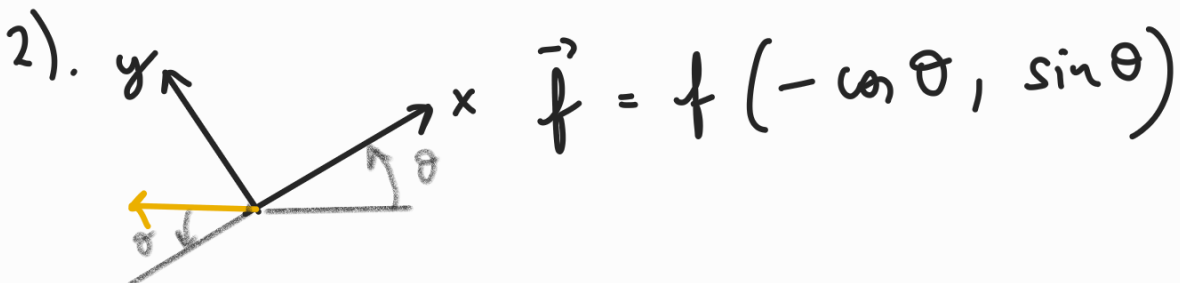 2).
y
x
θ
θ
f⃗ = f (- cos θ, sin θ)